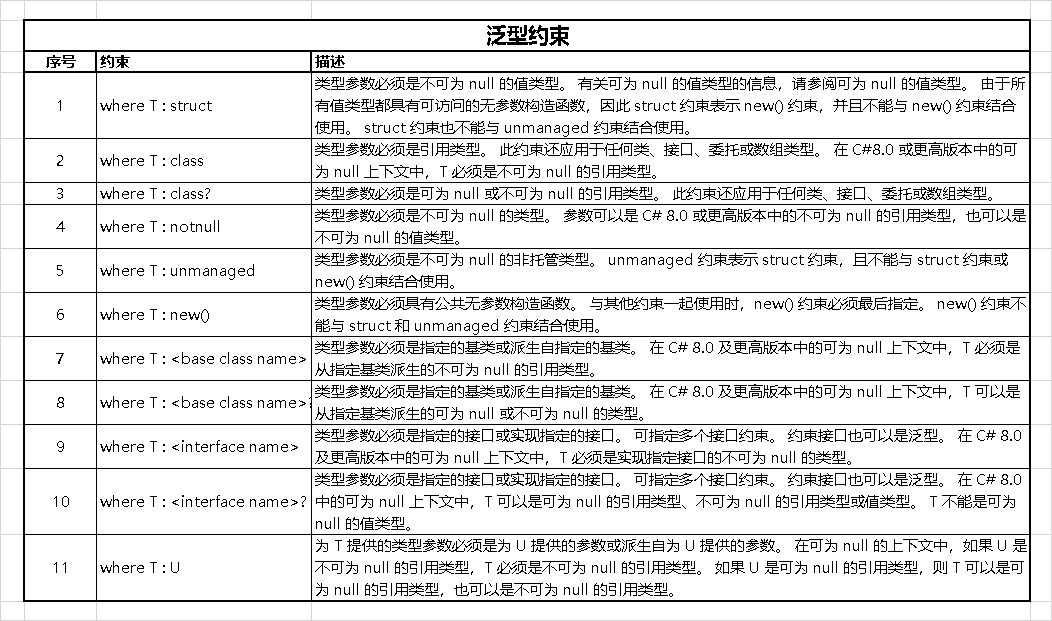 泛型约束
序号 约束 描述
1 where T : struct 类型参数必须是不可为 null 的值类型。 有关可为 null 的值类型的信息，请参阅可为 null 的值类型。 由于所
有值类型都具有可访问的无参数构造函数，因此 struct 约束表示 new() 约束，并且不能与 new() 约束结合
使用。 struct 约束也不能与 unmanaged 约束结合使用。
2 where T : class 类型参数必须是引用类型。 此约束还应用于任何类、接口、委托或数组类型。 在 C#8.0 或更高版本中的可
为 null 上下文中，T 必须是不可为 null 的引用类型。
3 where T : class? 类型参数必须是可为 null 或不可为 null 的引用类型。 此约束还应用于任何类、接口、委托或数组类型。
4 where T : notnull 类型参数必须是不可为 null 的类型。 参数可以是 C# 8.0 或更高版本中的不可为 null 的引用类型，也可以是
不可为 null 的值类型。
5 where T : unmanaged 类型参数必须是不可为 null 的非托管类型。 unmanaged 约束表示 struct 约束，且不能与 struct 约束或
new() 约束结合使用。
6 where T : new() 类型参数必须具有公共无参数构造函数。 与其他约束一起使用时，new() 约束必须最后指定。 new() 约束不
能与 struct 和 unmanaged 约束结合使用。
7 where T : <base class name> 类型参数必须是指定的基类或派生自指定的基类。 在 C# 8.0 及更高版本中的可为 null 上下文中，T 必须是
从指定基类派生的不可为 null 的引用类型。
8 where T : <base class name>? 类型参数必须是指定的基类或派生自指定的基类。 在 C# 8.0 及更高版本中的可为 null 上下文中，T 可以是
从指定基类派生的可为 null 或不可为 null 的类型。
9 where T : <interface name> 类型参数必须是指定的接口或实现指定的接口。 可指定多个接口约束。 约束接口也可以是泛型。 在 C# 8.0
及更高版本中的可为 null 上下文中，T 必须是实现指定接口的不可为 null 的类型。
10 where T : <interface name>? 类型参数必须是指定的接口或实现指定的接口。 可指定多个接口约束。 约束接口也可以是泛型。 在 C# 8.0
中的可为 null 上下文中，T 可以是可为 null 的引用类型、不可为 null 的引用类型或值类型。 T 不能是可为
null 的值类型。
11 where T : U 为 T 提供的类型参数必须是为 U 提供的参数或派生自为 U 提供的参数。 在可为 null 的上下文中，如果 U 是
不可为 null 的引用类型，T 必须是不可为 null 的引用类型。 如果 U 是可为 null 的引用类型，则 T 可以是可
为 null 的引用类型，也可以是不可为 null 的引用类型。